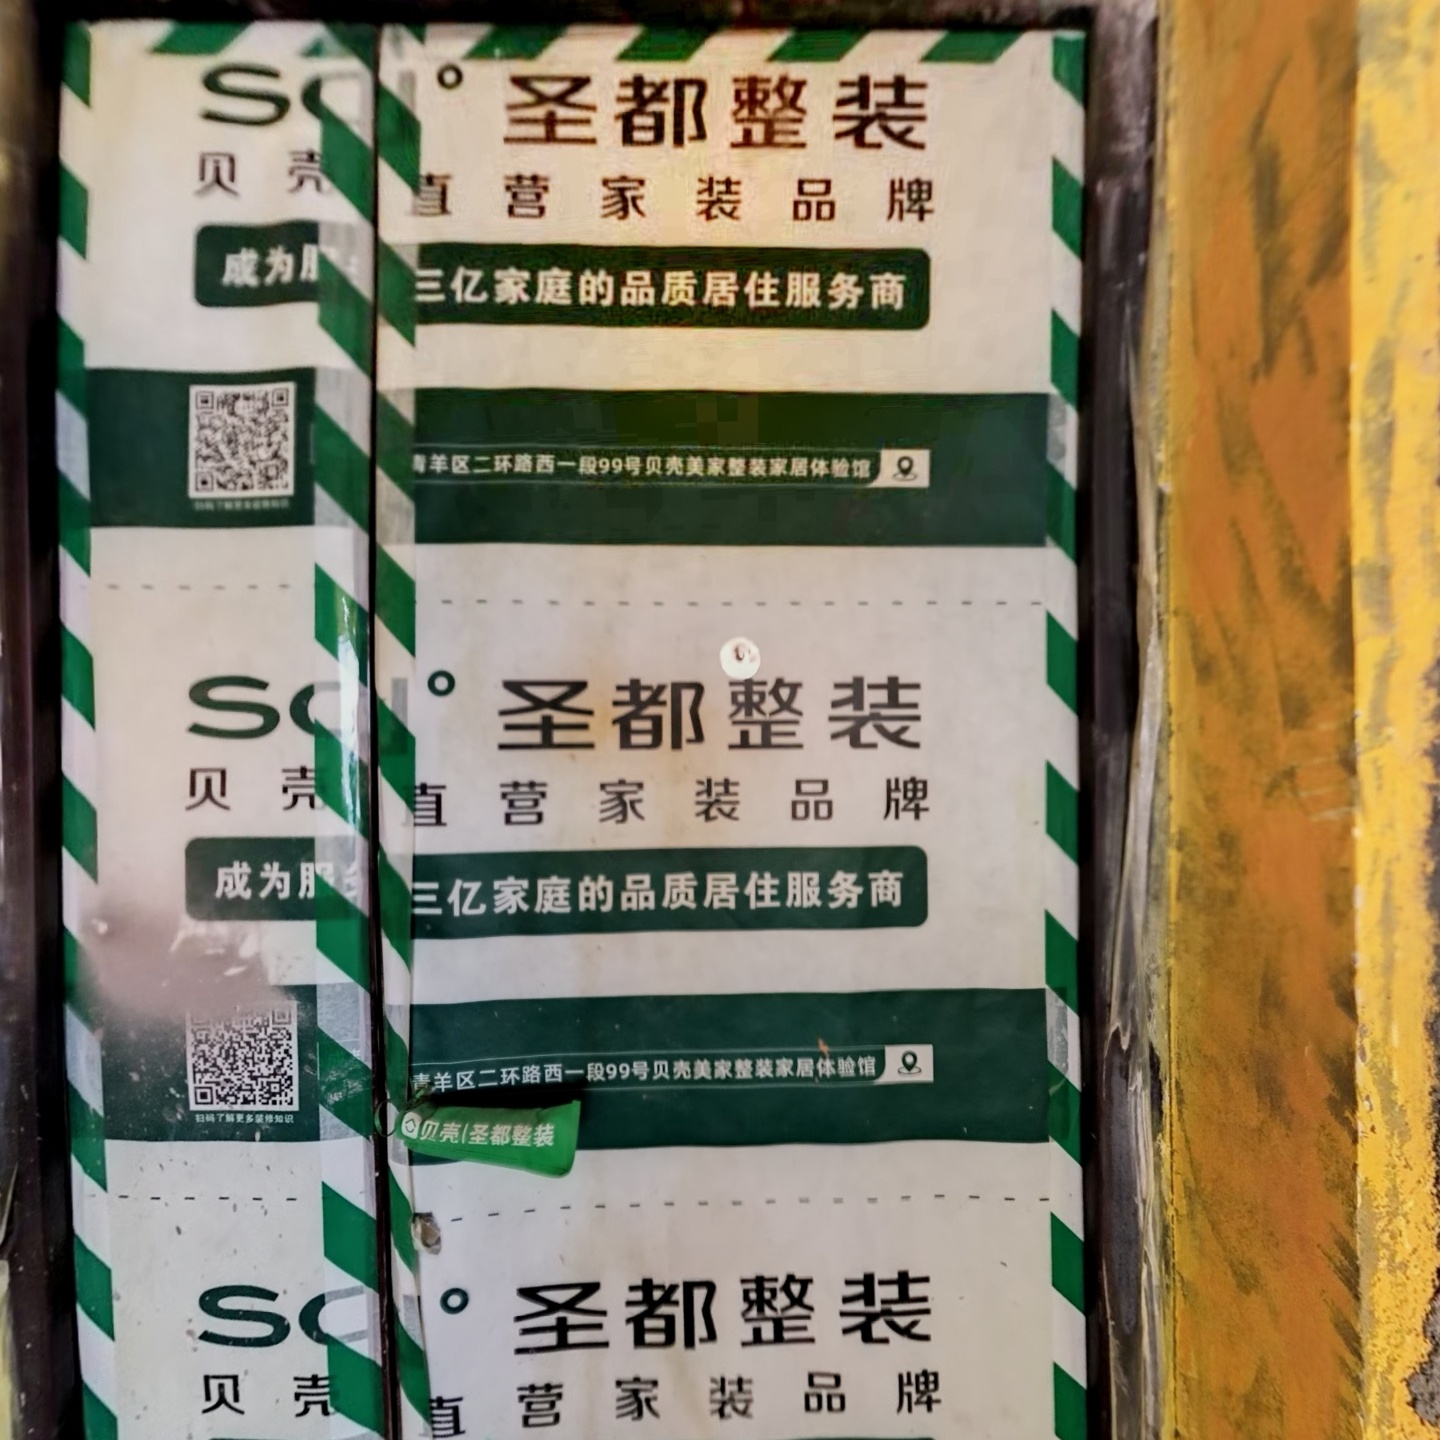 圣都整装
贝壳 直营家装品牌
成为服 三亿家庭的品质居住服务商
青羊区二环路西一段99号贝壳美家整装家居体验馆
圣都整装
贝壳 直营家装品牌
成为服务 三亿家庭的品质居住服务商
青羊区二环路西一段99号贝壳美家整装家居体验馆
扫码了解更多装修知识
贝壳|圣都整装
圣都整装
贝壳 直营家装品牌